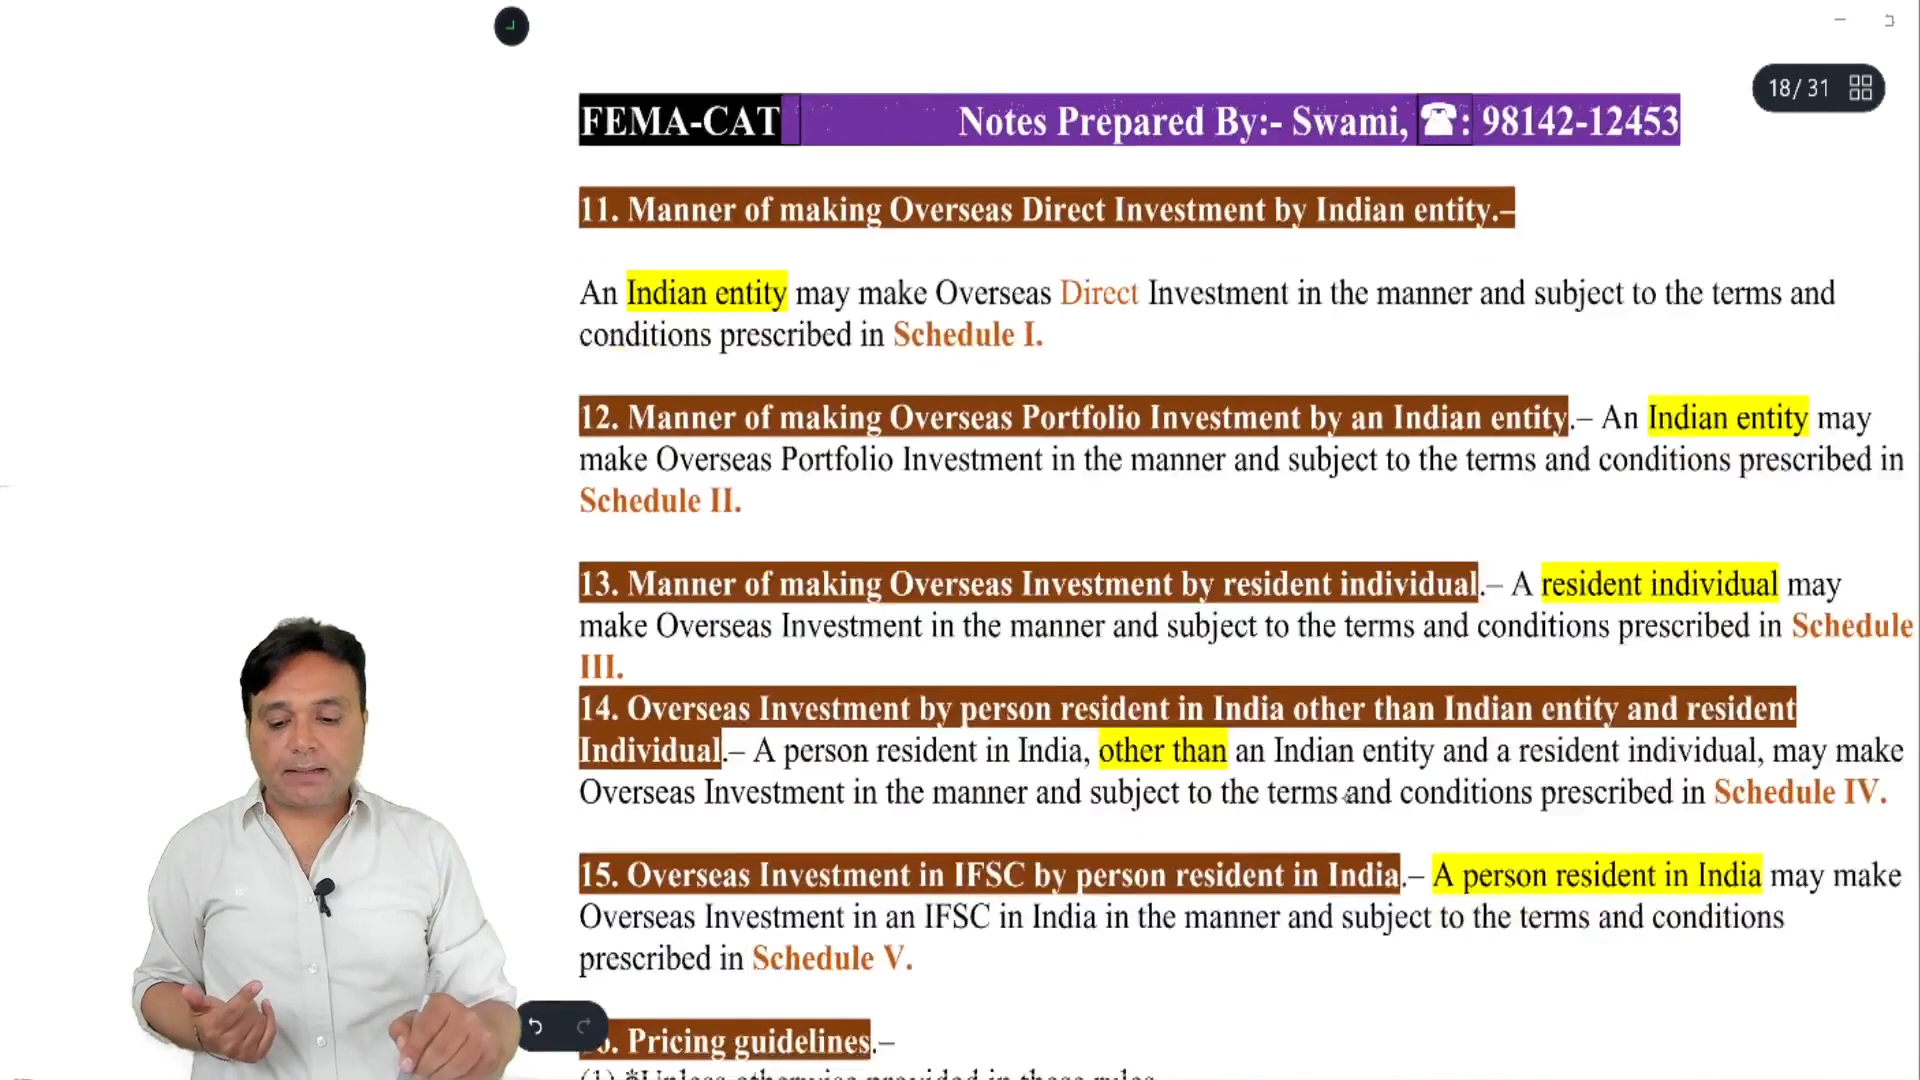 18/ 31
FEMA-CAT Notes Prepared By:- Swami, ☎: 98142-12453
11. Manner of making Overseas Direct Investment by Indian entity.–
An Indian entity may make Overseas Direct Investment in the manner and subject to the terms and
conditions prescribed in Schedule I.
12. Manner of making Overseas Portfolio Investment by an Indian entity.– An Indian entity may
make Overseas Portfolio Investment in the manner and subject to the terms and conditions prescribed in
Schedule II.
13. Manner of making Overseas Investment by resident individual.– A resident individual may
make Overseas Investment in the manner and subject to the terms and conditions prescribed in Schedule
III.
14. Overseas Investment by person resident in India other than Indian entity and resident
Individual.– A person resident in India, other than an Indian entity and a resident individual, may make
Overseas Investment in the manner and subject to the terms and conditions prescribed in Schedule IV.
15. Overseas Investment in IFSC by person resident in India.– A person resident in India may make
Overseas Investment in an IFSC in India in the manner and subject to the terms and conditions
prescribed in Schedule V.
6. Pricing guidelines.–
(1) *Unless otherwise provided in these rules